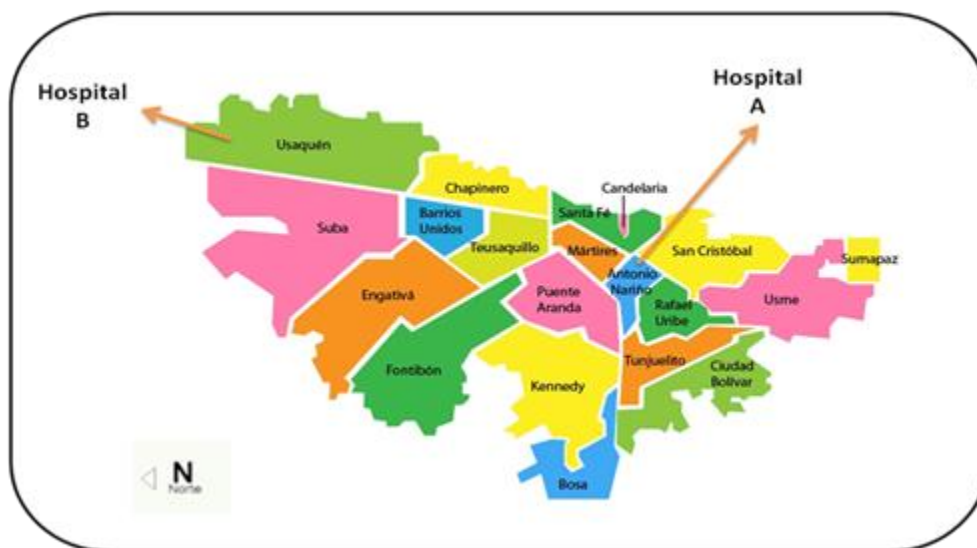 Hospital
A
Hospital
B
Usaquén
Chapinero
Candelaria
Santa Fé
Barrios
Unidos
Suba
Teusaquillo
Mártires
San Cristóbal
Sumapaz
Antonio
Nariño
Engativá
Puente
Aranda
Rafael
Uribe
Usme
Fontibón
Kennedy
Tunjuelito
Ciudad
Bolívar
Bosa
N
Norte